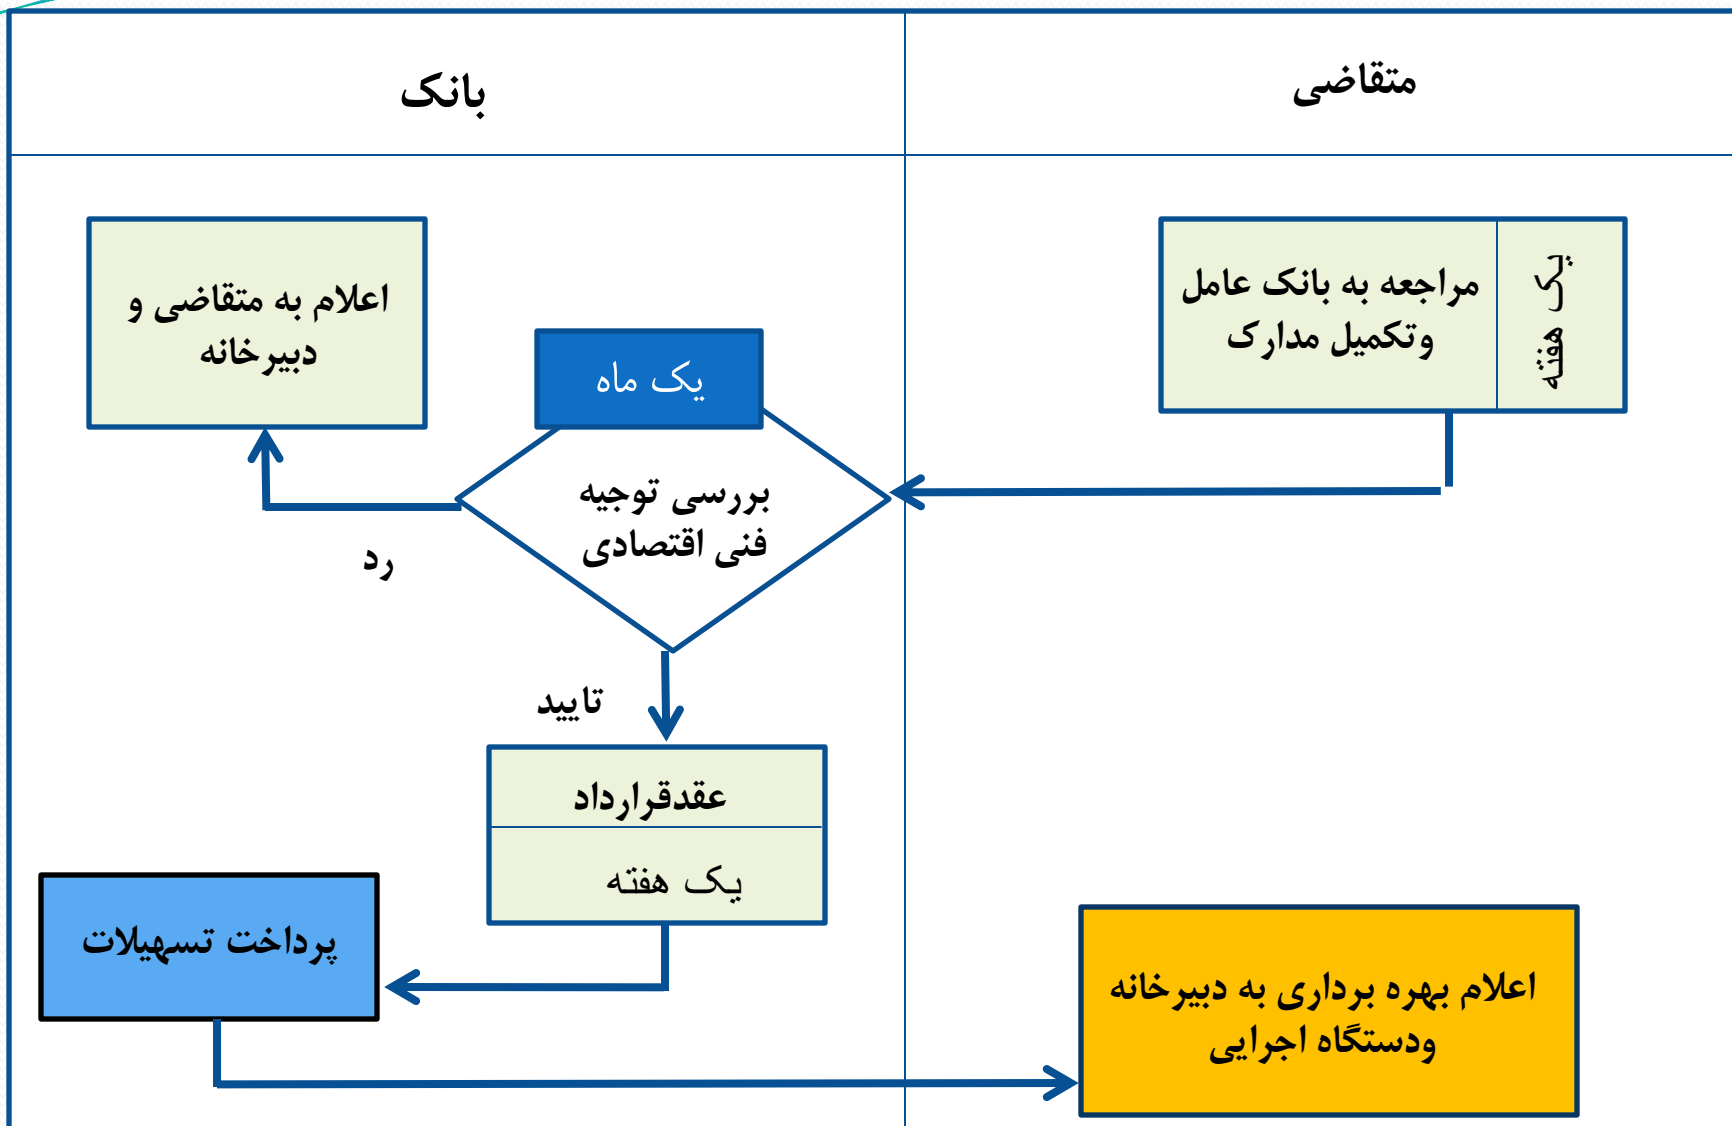 متقاضی
بانک
یک هفته
مراجعه به بانک عامل
وتکمیل مدارک
یک ماه
بررسی توجیه
فنی اقتصادی
رد
اعلام به متقاضی و
دبیرخانه
تایید
عقدقرارداد
یک هفته
پرداخت تسهیلات
اعلام بهره برداری به دبیرخانه
ودستگاه اجرایی